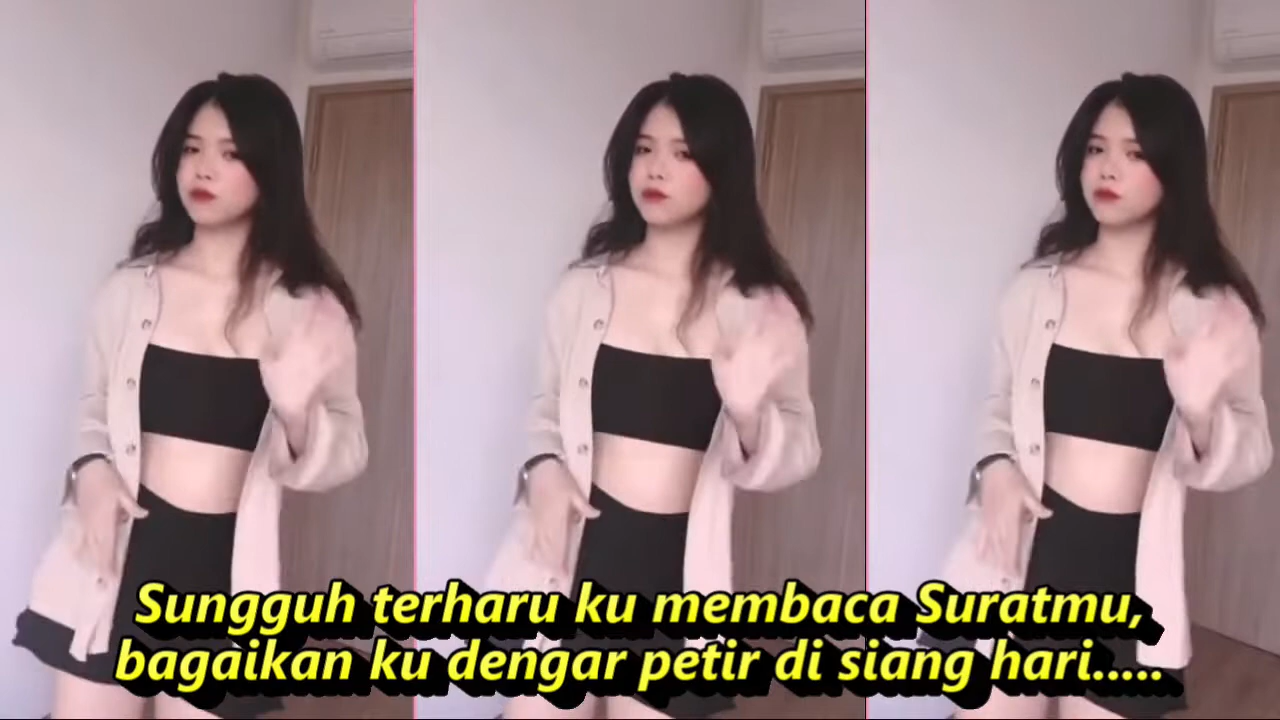 Sungguh terharu ku membaca Suratmu,
bagaikan ku dengar petir di siang hari.....